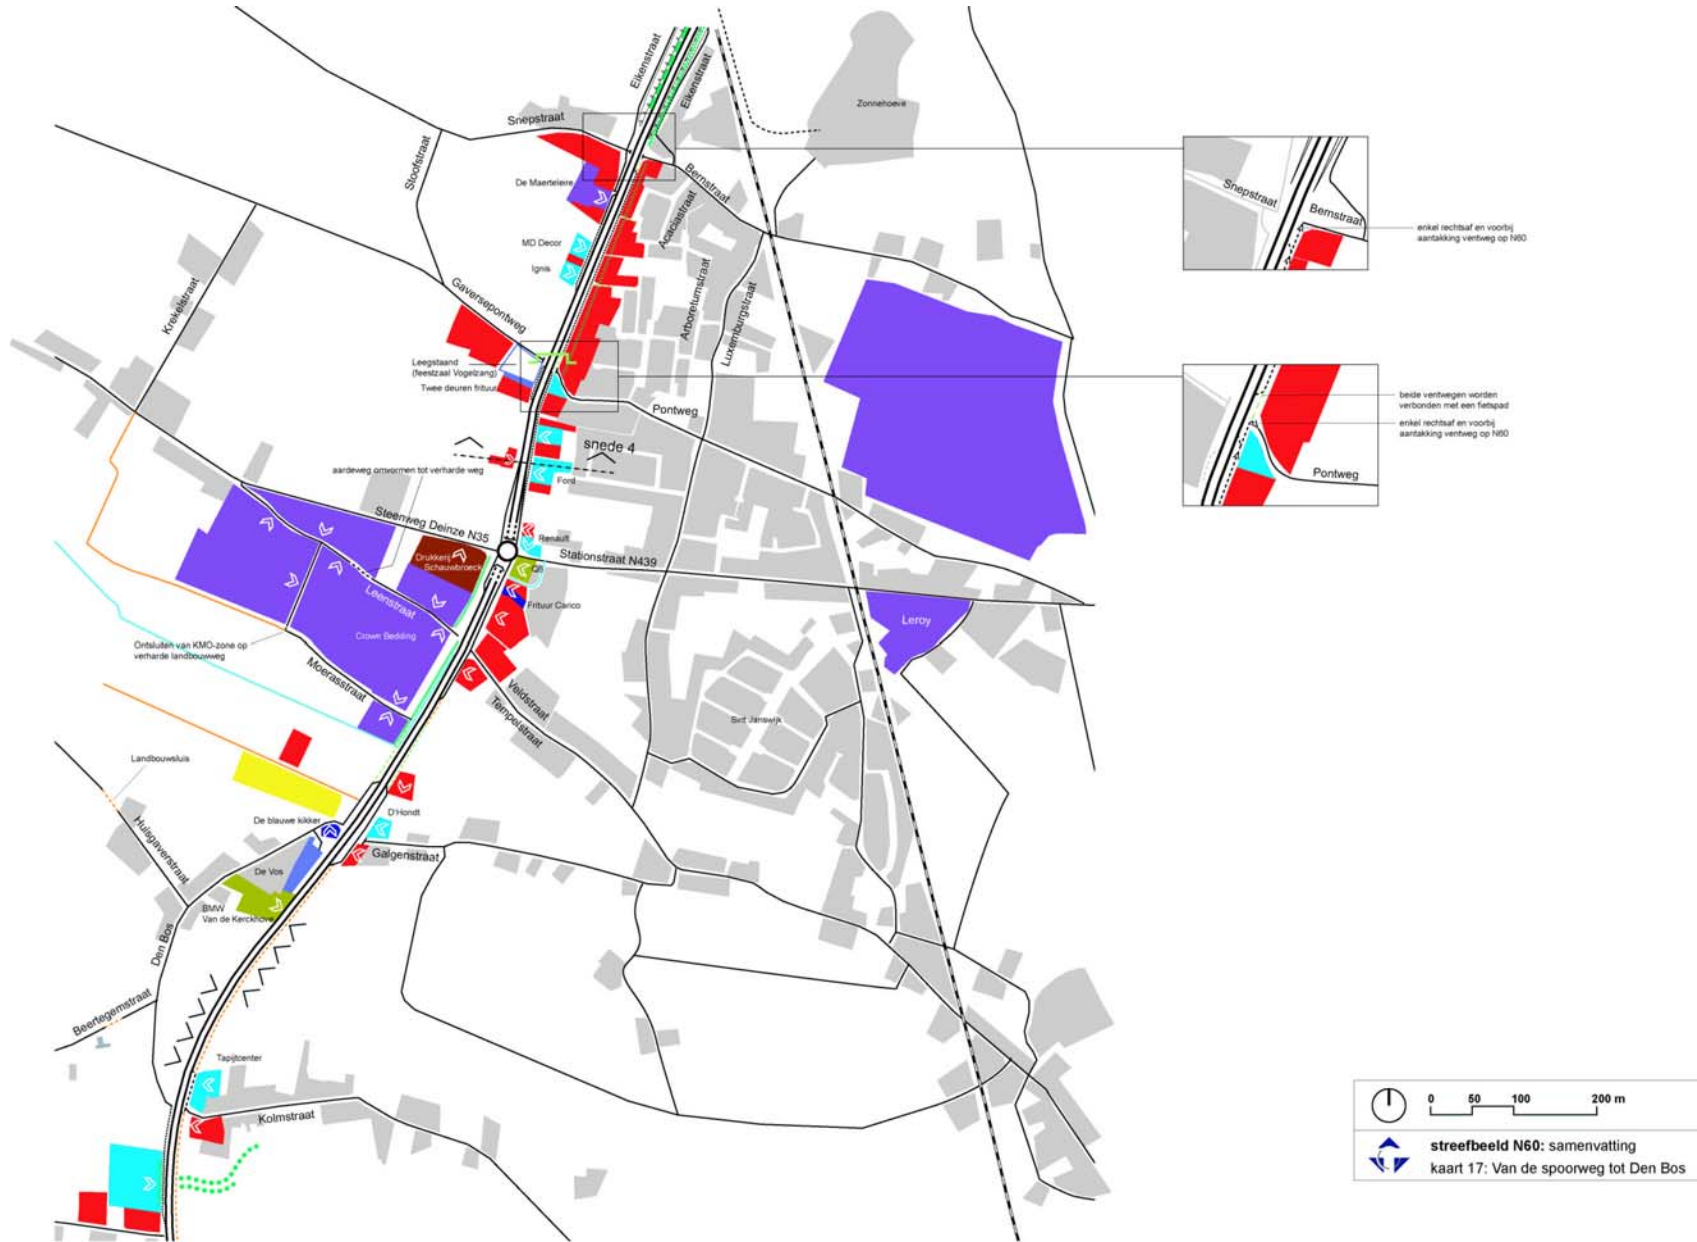 Eikenstraat
Eikenstraat
Zonnehoeve
Snepstraat
Stoofstraat
De Maerteleire
Bernstraat
Acaciastraat
MD Decor
Ignis
Arboretumstraat
Luxemburgstraat
Krekelstraat
Gaversepontweg
Leegstaand
(feestzaal Vogelzang)
Twee deuren frituur
Pontweg
snede 4
aardeweg omvormen tot verharde weg
Ford
Steenweg Deinze N35
Renault
Drukkerij
Schauwbroeck
Stationstraat N439
Q8
Leenstraat
Frituur Carico
Crown Bedding
Leroy
Ontsluiten van KMO-zone op
verharde landbouwweg
Moerasstraat
Veldstraat
Tempelstraat
Sint Janswijk
Landbouwsluis
D'Hondt
De blauwe kikker
Huisgaverstraat
Galgenstraat
De Vos
BMW
Van de Kerckhove
Den Bos
Beertegemstraat
Tapijtcenter
Kolmstraat
Snepstraat
Bernstraat
enkel rechtsaf en voorbij
aantakking ventweg op N60
beide ventwegen worden
verbonden met een fietspad
enkel rechtsaf en voorbij
aantakking ventweg op N60
Pontweg
0 50 100 200 m
streefbeeld N60: samenvatting
kaart 17: Van de spoorweg tot Den Bos